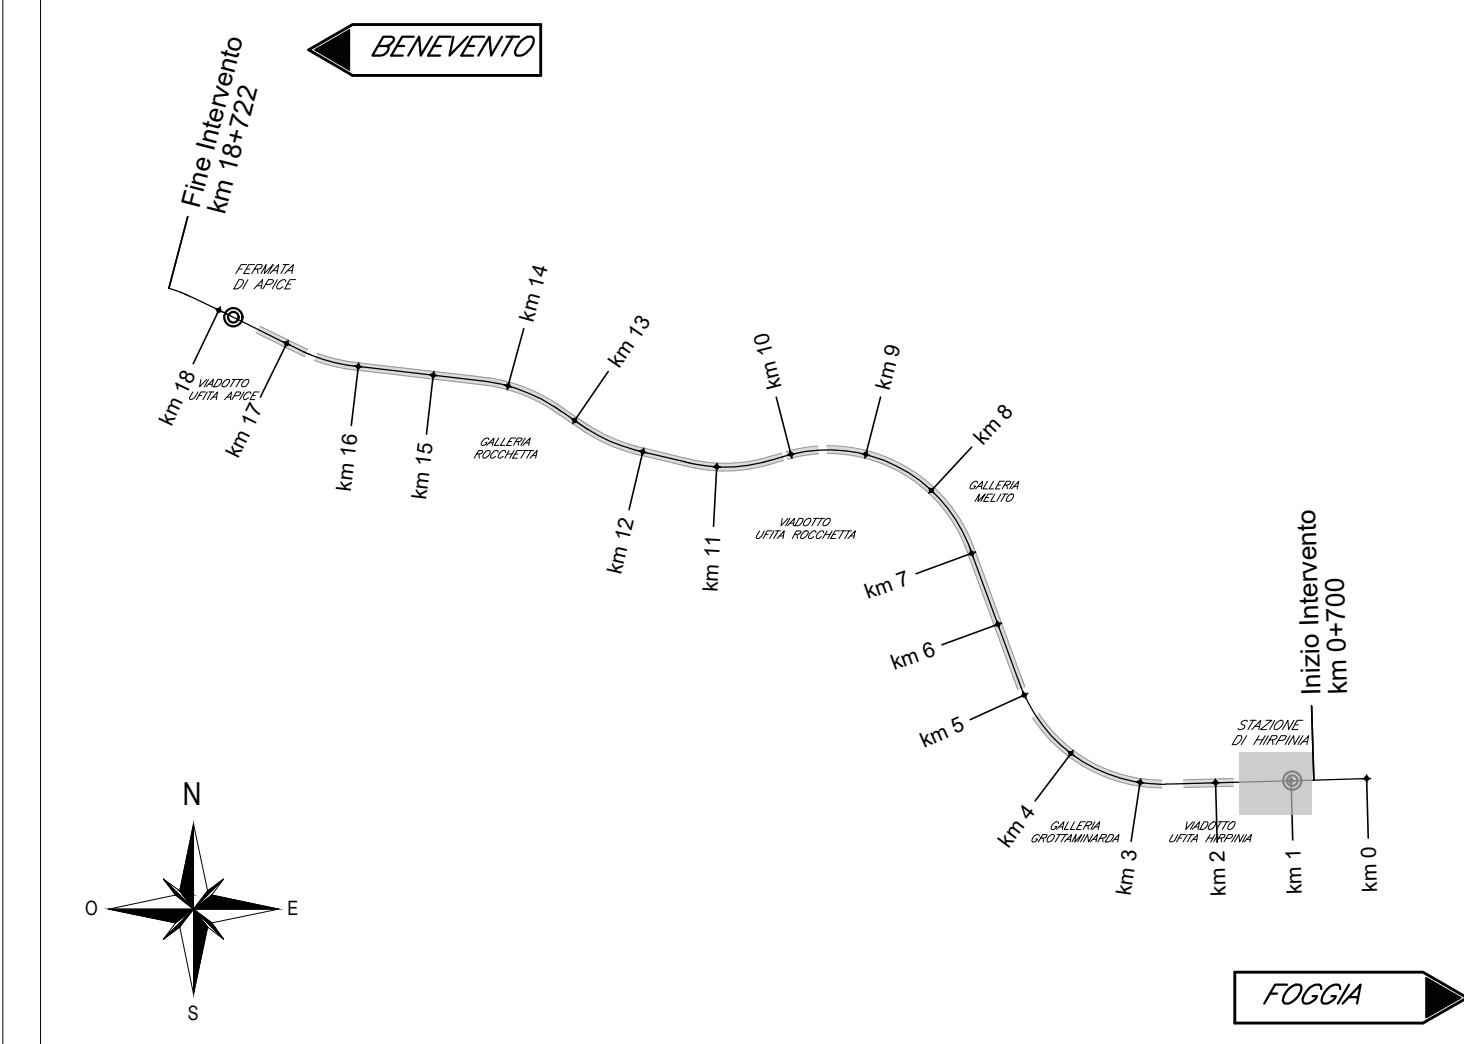 BENEVENTO
Fine Intervento
km 18+722
FERMATA
DI APICE
km 18
VIADOTTO
UFITA APICE
km 17
km 16
km 15
km 14
GALLERIA
ROCCHETTA
km 13
km 12
km 11
km 10
VIADOTTO
UFITA ROCCHETTA
km 9
km 8
GALLERIA
MELITO
km 7
km 6
km 5
km 4
GALLERIA
GROTTAMINARDA
km 3
VIADOTTO
UFITA HIRPINIA
km 2
STAZIONE
DI HIRPINIA
km 1
Inizio Intervento
km 0+700
km 0
N
O
E
S
FOGGIA